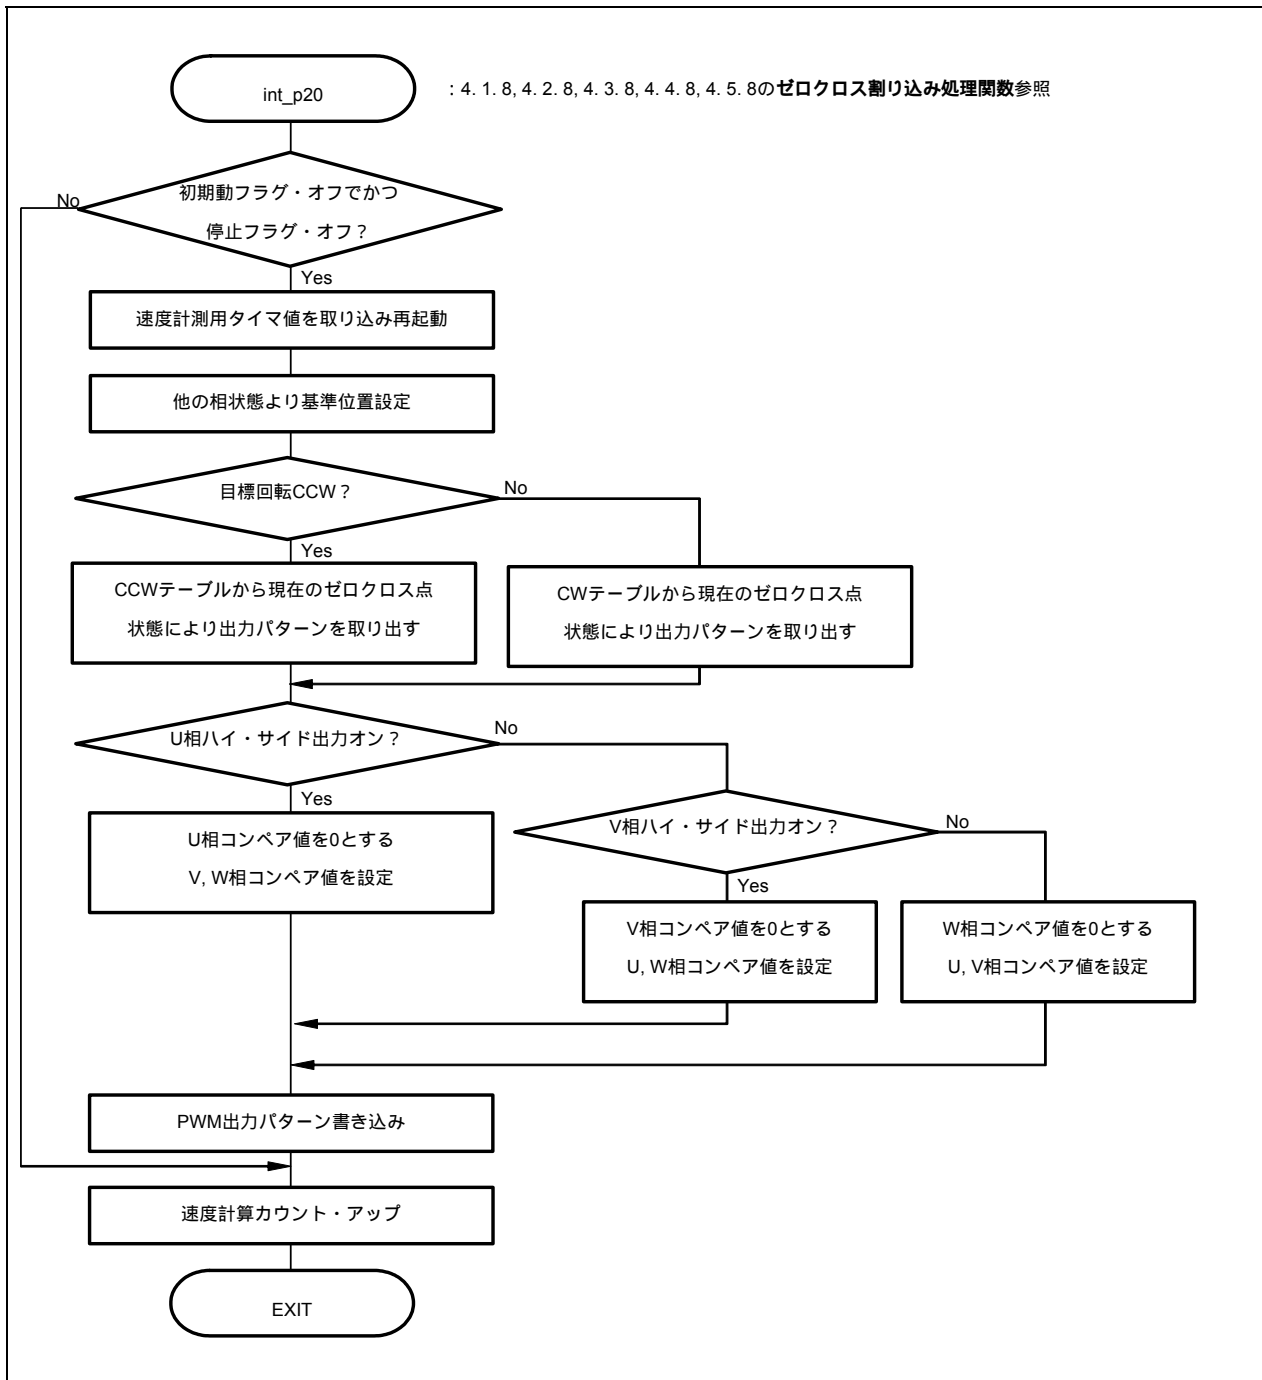 int_p20
: 4. 1. 8, 4. 2. 8, 4. 3. 8, 4. 4. 8, 4. 5. 8のゼロクロス割り込み処理関数参照
初期動フラグ・オフでかつ
停止フラグ・オフ？
No
Yes
速度計測用タイマ値を取り込み再起動
他の相状態より基準位置設定
目標回転CCW？
No
Yes
CCWテーブルから現在のゼロクロス点
状態により出力パターンを取り出す
CWテーブルから現在のゼロクロス点
状態により出力パターンを取り出す
U相ハイ・サイド出力オン？
No
Yes
U相コンペア値を0とする
V, W相コンペア値を設定
V相ハイ・サイド出力オン？
No
Yes
V相コンペア値を0とする
U, W相コンペア値を設定
W相コンペア値を0とする
U, V相コンペア値を設定
PWM出力パターン書き込み
速度計算カウント・アップ
EXIT